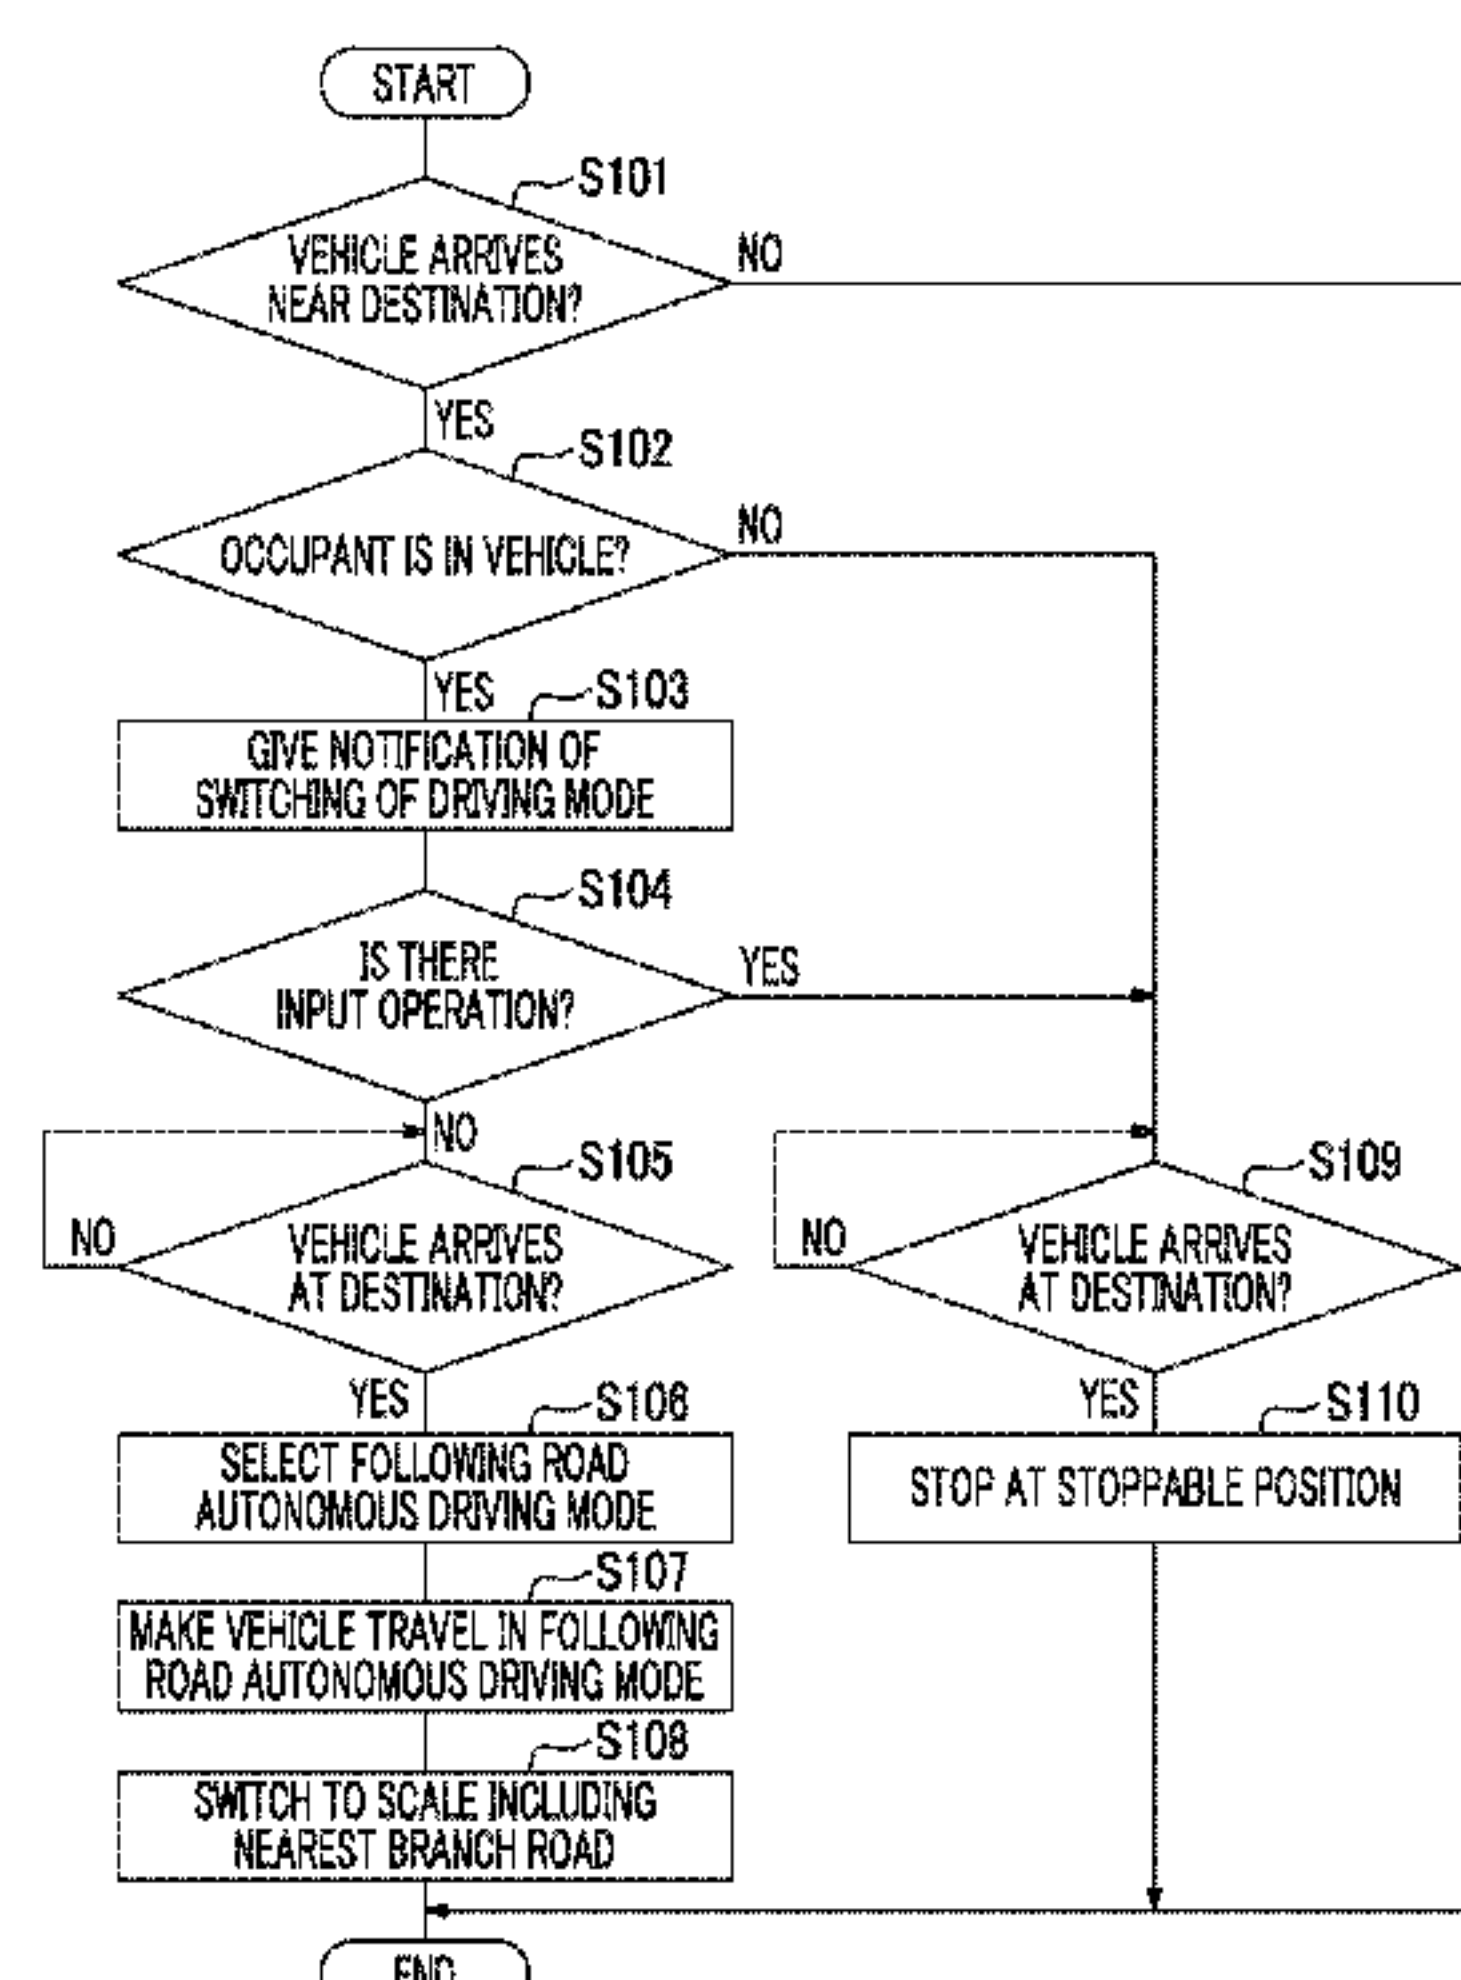 START
S101
VEHICLE ARRIVES
NEAR DESTINATION?
NO
YES
S102
OCCUPANT IS IN VEHICLE?
NO
YES
S103
GIVE NOTIFICATION OF
SWITCHING OF DRIVING MODE
S104
IS THERE
INPUT OPERATION?
YES
NO
S105
VEHICLE ARRIVES
AT DESTINATION?
NO
YES
S106
SELECT FOLLOWING ROAD
AUTONOMOUS DRIVING MODE
S107
MAKE VEHICLE TRAVEL IN FOLLOWING
ROAD AUTONOMOUS DRIVING MODE
S108
SWITCH TO SCALE INCLUDING
NEAREST BRANCH ROAD
S109
VEHICLE ARRIVES
AT DESTINATION?
NO
YES
S110
STOP AT STOPPABLE POSITION
END